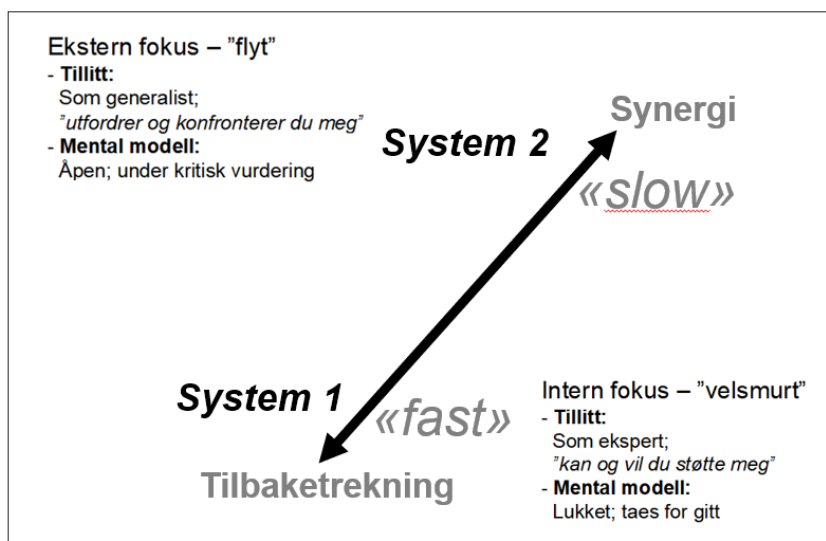 Ekstern fokus – ”flyt”
- Tillitt:
Som generalist;
”utfordrer og konfronterer du meg”
- Mental modell:
Åpen; under kritisk vurdering
Synergi
System 2
«slow»
System 1
«fast»
Tilbaketrekning
Intern fokus – ”velsmurt”
- Tillitt:
Som ekspert;
”kan og vil du støtte meg”
- Mental modell:
Lukket; taes for gitt